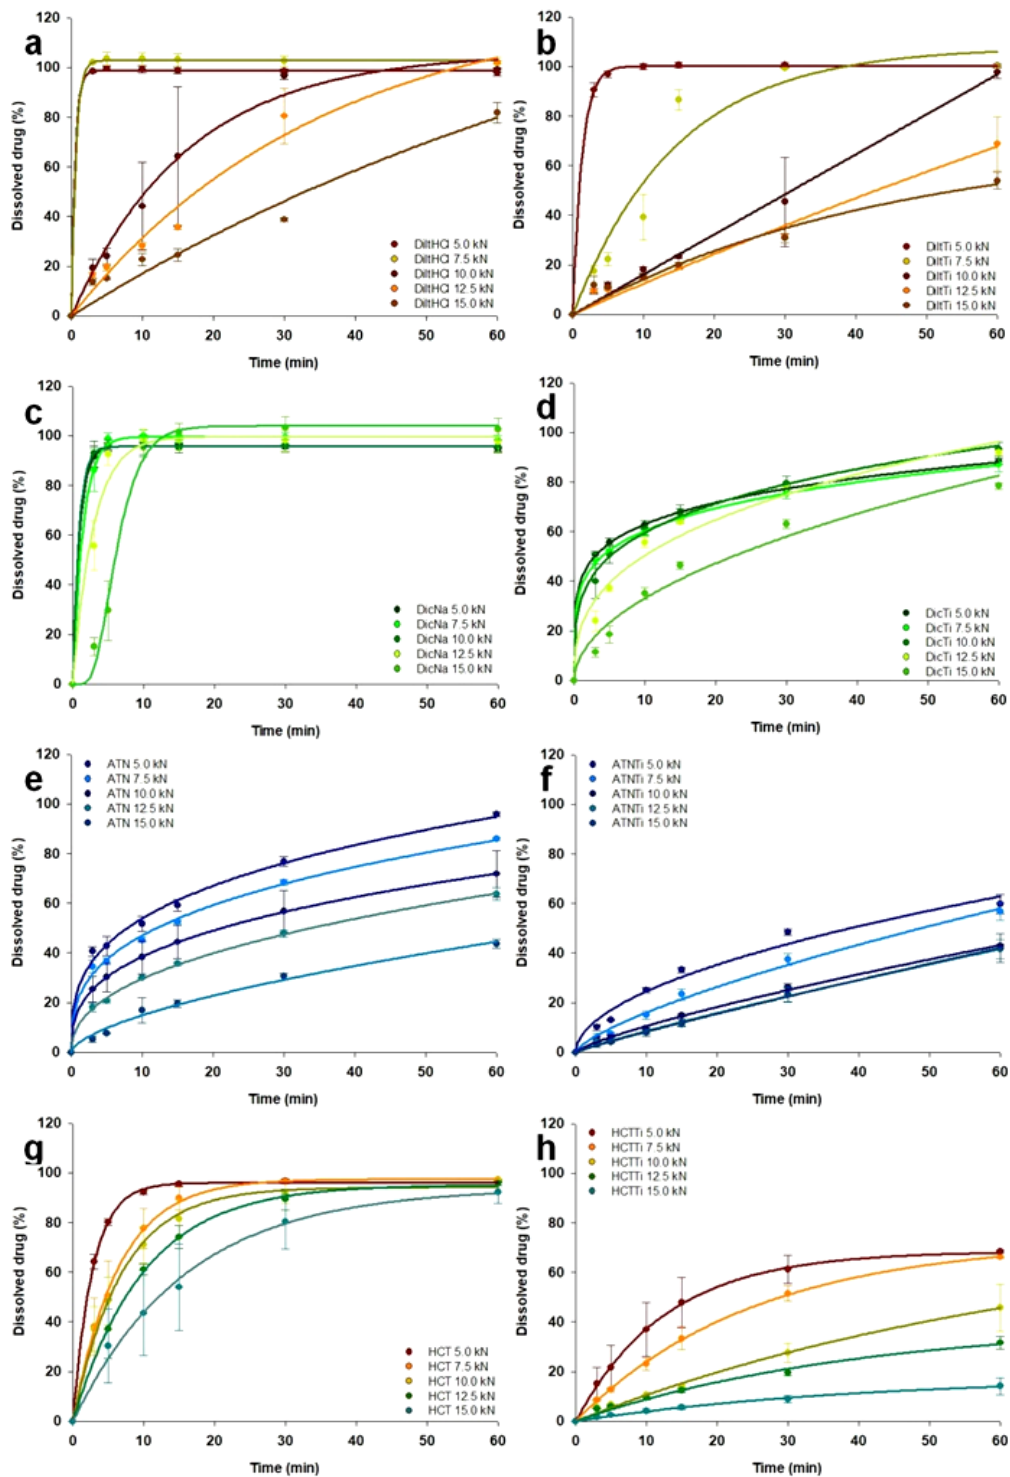 a
Dissolved drug (%)
120
100
80
60
40
20
0
DiltHCl 5.0 kN
DiltHCl 7.5 kN
DiltHCl 10.0 kN
DiltHCl 12.5 kN
DiltHCl 15.0 kN
0 10 20 30 40 50 60
Time (min)
b
Dissolved drug (%)
120
100
80
60
40
20
0
DiltTi 5.0 kN
DiltTi 7.5 kN
DiltTi 10.0 kN
DiltTi 12.5 kN
DiltTi 15.0 kN
0 10 20 30 40 50 60
Time (min)
c
Dissolved drug (%)
120
100
80
60
40
20
0
DicNa 5.0 kN
DicNa 7.5 kN
DicNa 10.0 kN
DicNa 12.5 kN
DicNa 15.0 kN
0 10 20 30 40 50 60
Time (min)
d
Dissolved drug (%)
120
100
80
60
40
20
0
DicTi 5.0 kN
DicTi 7.5 kN
DicTi 10.0 kN
DicTi 12.5 kN
DicTi 15.0 kN
0 10 20 30 40 50 60
Time (min)
e
Dissolved drug (%)
120
100
80
60
40
20
0
ATN 5.0 kN
ATN 7.5 kN
ATN 10.0 kN
ATN 12.5 kN
ATN 15.0 kN
0 10 20 30 40 50 60
Time (min)
f
Dissolved drug (%)
120
100
80
60
40
20
0
ATNTi 5.0 kN
ATNTi 7.5 kN
ATNTi 10.0 kN
ATNTi 12.5 kN
ATNTi 15.0 kN
0 10 20 30 40 50 60
Time (min)
g
Dissolved drug (%)
120
100
80
60
40
20
0
HCT 5.0 kN
HCT 7.5 kN
HCT 10.0 kN
HCT 12.5 kN
HCT 15.0 kN
0 10 20 30 40 50 60
Time (min)
h
Dissolved drug (%)
120
100
80
60
40
20
0
HCTTi 5.0 kN
HCTTi 7.5 kN
HCTTi 10.0 kN
HCTTi 12.5 kN
HCTTi 15.0 kN
0 10 20 30 40 50 60
Time (min)